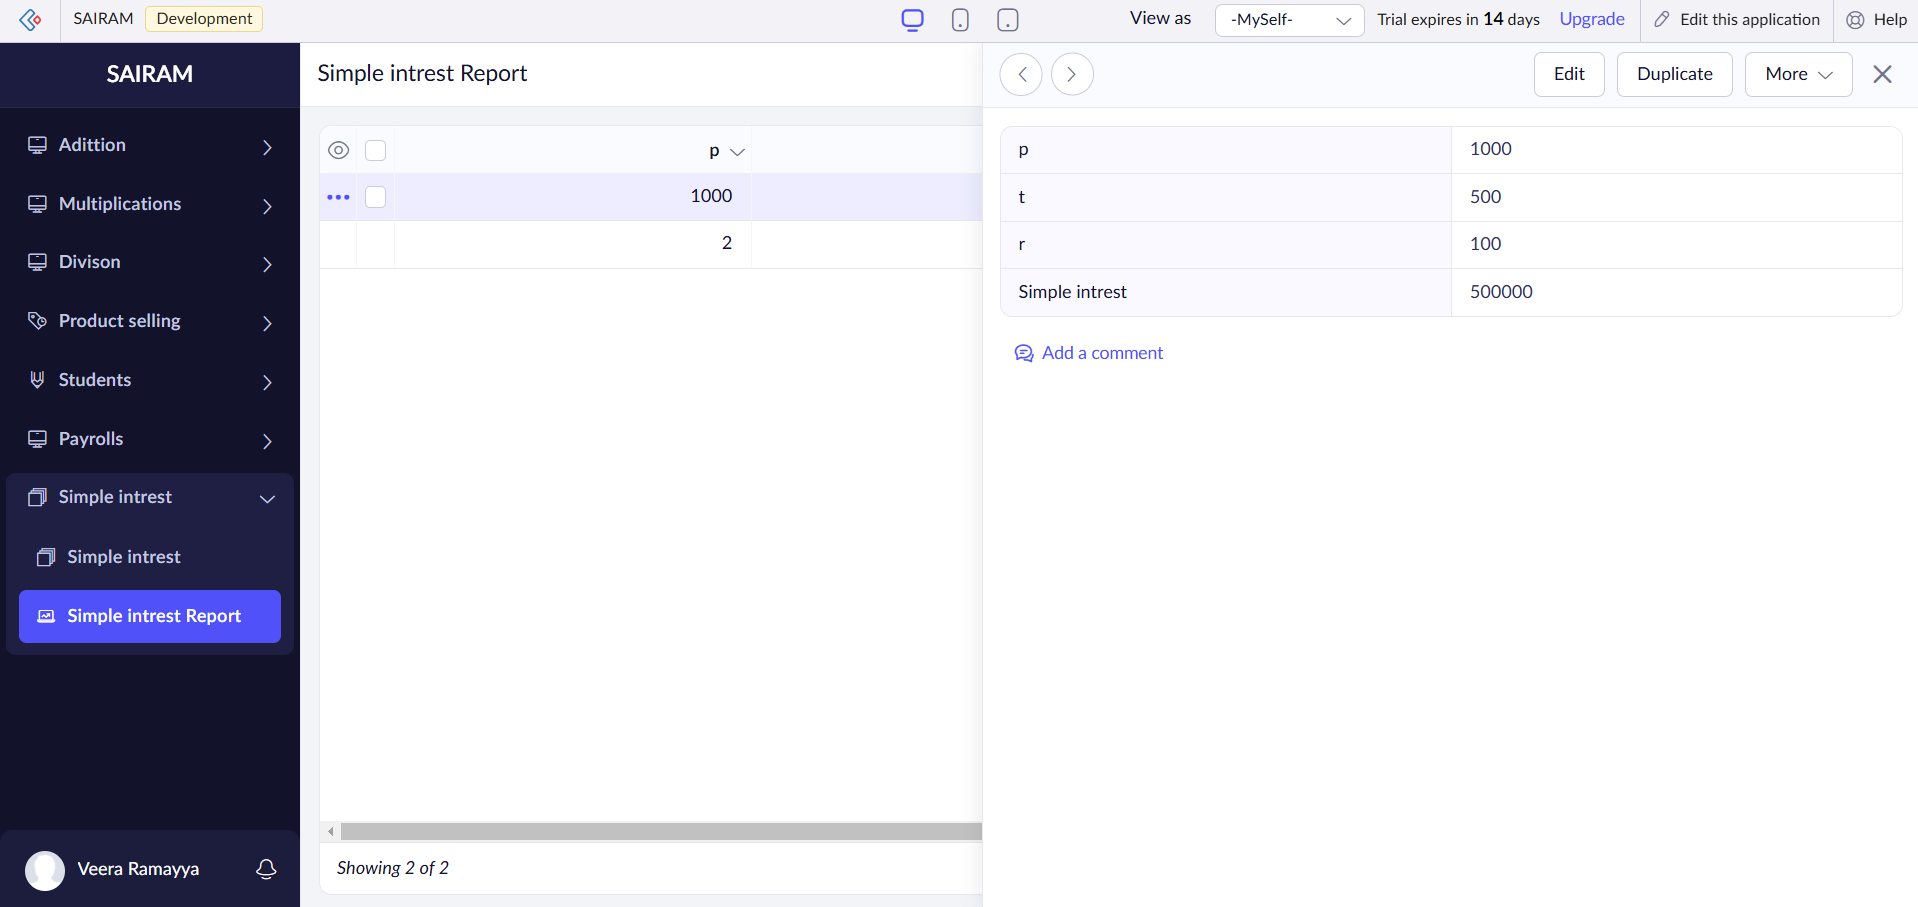 SAIRAM Development View as -MySelf- Trial expires in 14 days Upgrade Edit this application Help
SAIRAM
Adittion
Multiplications
Divison
Product selling
Students
Payrolls
Simple intrest
Simple intrest
Simple intrest Report
Veera Ramayya
Simple intrest Report
p
1000
2
Showing 2 of 2
Edit Duplicate More
p 1000
t 500
r 100
Simple intrest 500000
Add a comment